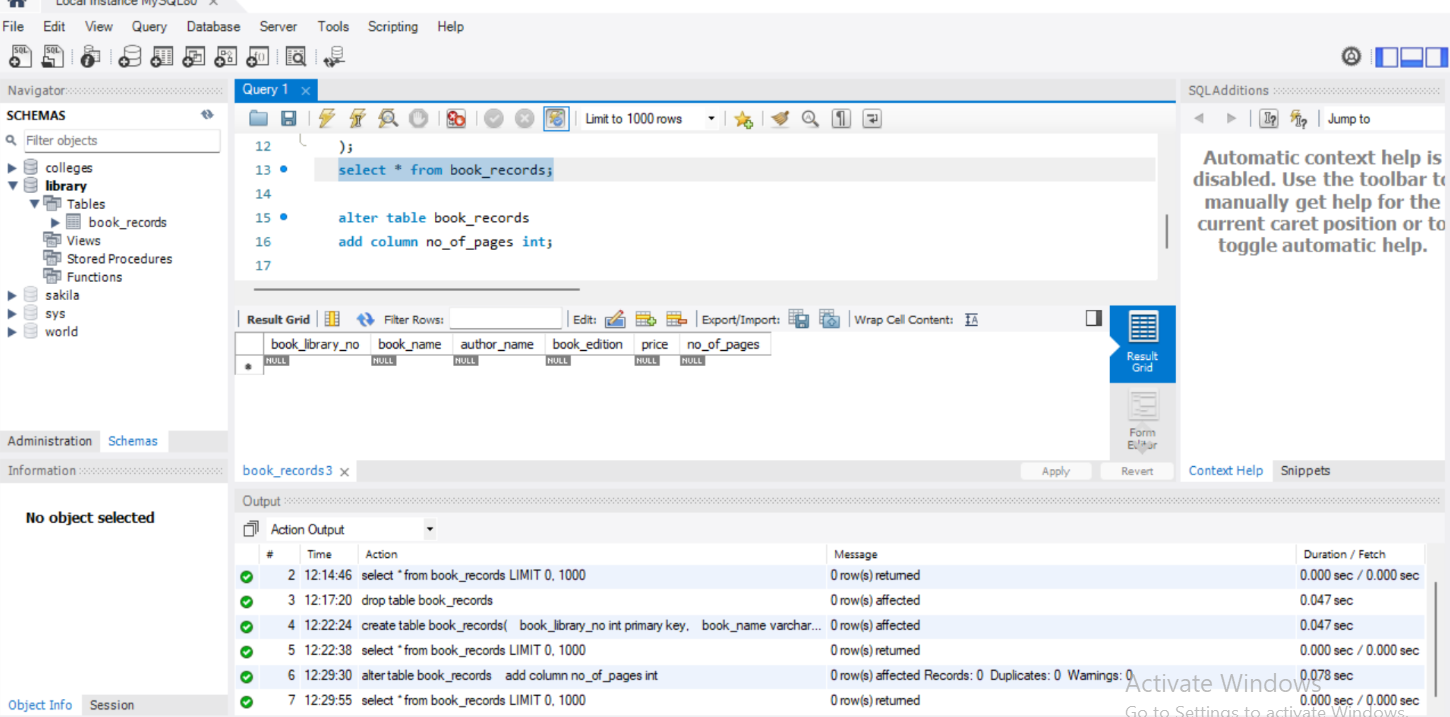 Local instance MySQL80 ×
File Edit View Query Database Server Tools Scripting Help
Navigator
SCHEMAS
Filter objects
colleges
library
Tables
book_records
Views
Stored Procedures
Functions
sakila
sys
world
Administration Schemas
Information
No object selected
Object Info Session
Query 1 ×
Limit to 1000 rows
12 );
13 select * from book_records;
14
15 alter table book_records
16 add column no_of_pages int;
17
Result Grid Filter Rows: Edit: Export/Import: Wrap Cell Content: IA
book_library_no book_name author_name book_edition price no_of_pages
* NULL NULL NULL NULL NULL NULL
Result
Grid
Form
Editor
book_records3 × Apply Revert
SQLAdditions
Jump to
Automatic context help is
disabled. Use the toolbar to
manually get help for the
current caret position or to
toggle automatic help.
Context Help Snippets
Output
Action Output
# Time Action Message Duration / Fetch
2 12:14:46 select * from book_records LIMIT 0, 1000 0 row(s) returned 0.000 sec / 0.000 sec
3 12:17:20 drop table book_records 0 row(s) affected 0.047 sec
4 12:22:24 create table book_records( book_library_no int primary key, book_name varchar... 0 row(s) affected 0.047 sec
5 12:22:38 select * from book_records LIMIT 0, 1000 0 row(s) returned 0.000 sec / 0.000 sec
6 12:29:30 alter table book_records add column no_of_pages int 0 row(s) affected Records: 0 Duplicates: 0 Warnings: 0 0.078 sec
7 12:29:55 select * from book_records LIMIT 0, 1000 0 row(s) returned 0.000 sec / 0.000 sec
Activate Windows
Go to Settings to activate Windows.